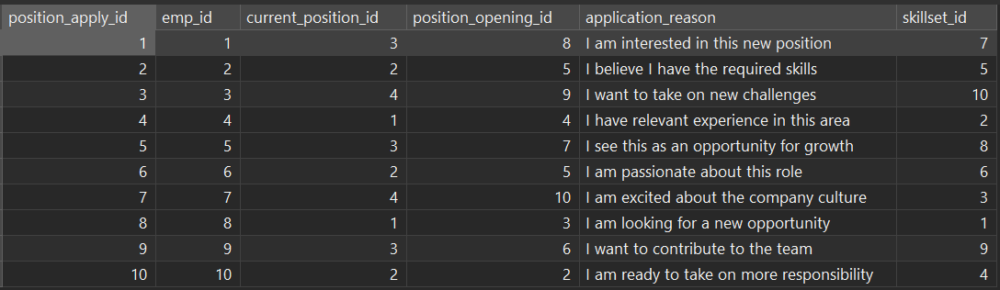 position_apply_id emp_id current_position_id position_opening_id application_reason skillset_id
1 1 3 8 I am interested in this new position 7
2 2 2 5 I believe I have the required skills 5
3 3 4 9 I want to take on new challenges 10
4 4 1 4 I have relevant experience in this area 2
5 5 3 7 I see this as an opportunity for growth 8
6 6 2 5 I am passionate about this role 6
7 7 4 10 I am excited about the company culture 3
8 8 1 3 I am looking for a new opportunity 1
9 9 3 6 I want to contribute to the team 9
10 10 2 2 I am ready to take on more responsibility 4